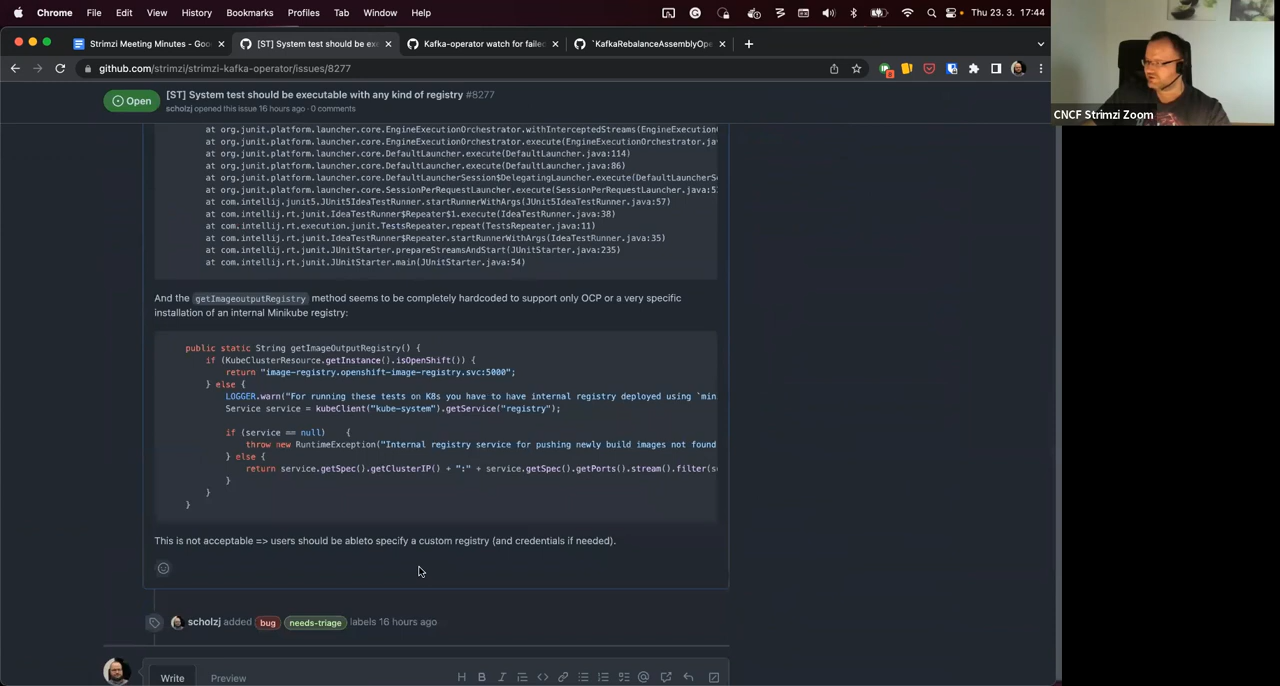 Chrome File Edit View History Bookmarks Profiles Tab Window Help Thu 23. 3. 17:44
Strimzi Meeting Minutes - Goo
[ST] System test should be exe
Kafka-operator watch for failed
`KafkaRebalanceAssemblyOpe
github.com/strimzi/strimzi-kafka-operator/issues/8277
8
Open
[ST] System test should be executable with any kind of registry #8277
scholzj opened this issue 16 hours ago · 0 comments
at org.junit.platform.launcher.core.EngineExecutionOrchestrator.withInterceptedStreams(EngineExecution
at org.junit.platform.launcher.core.EngineExecutionOrchestrator.execute(EngineExecutionOrchestrator.jav
at org.junit.platform.launcher.core.DefaultLauncher.execute(DefaultLauncher.java:114)
at org.junit.platform.launcher.core.DefaultLauncher.execute(DefaultLauncher.java:86)
at org.junit.platform.launcher.core.DefaultLauncherSession$DelegatingLauncher.execute(DefaultLauncherSe
at org.junit.platform.launcher.core.SessionPerRequestLauncher.execute(SessionPerRequestLauncher.java:5
at com.intellij.junit5.JUnit5IdeaTestRunner.startRunnerWithArgs(JUnit5IdeaTestRunner.java:57)
at com.intellij.rt.junit.IdeaTestRunner$Repeater$1.execute(IdeaTestRunner.java:38)
at com.intellij.rt.execution.junit.TestsRepeater.repeat(TestsRepeater.java:11)
at com.intellij.rt.junit.IdeaTestRunner$Repeater.startRunnerWithArgs(IdeaTestRunner.java:35)
at com.intellij.rt.junit.JUnitStarter.prepareStreamsAndStart(JUnitStarter.java:235)
at com.intellij.rt.junit.JUnitStarter.main(JUnitStarter.java:54)
And the getImageoutputRegistry method seems to be completely hardcoded to support only OCP or a very specific
installation of an internal Minikube registry:
public static String getImageOutputRegistry() {
if (KubeClusterResource.getInstance().isOpenShift()) {
return "image-registry.openshift-image-registry.svc:5000";
} else {
LOGGER.warn("For running these tests on K8s you have to have internal registry deployed using `min
Service service = kubeClient("kube-system").getService("registry");
if (service == null) {
throw new RuntimeException("Internal registry service for pushing newly build images not found
} else {
return service.getSpec().getClusterIP() + ":" + service.getSpec().getPorts().stream().filter(s
}
}
}
This is not acceptable => users should be ableto specify a custom registry (and credentials if needed).
scholzj added bug needs-triage labels 16 hours ago
Write Preview
CNCF Strimzi Zoom